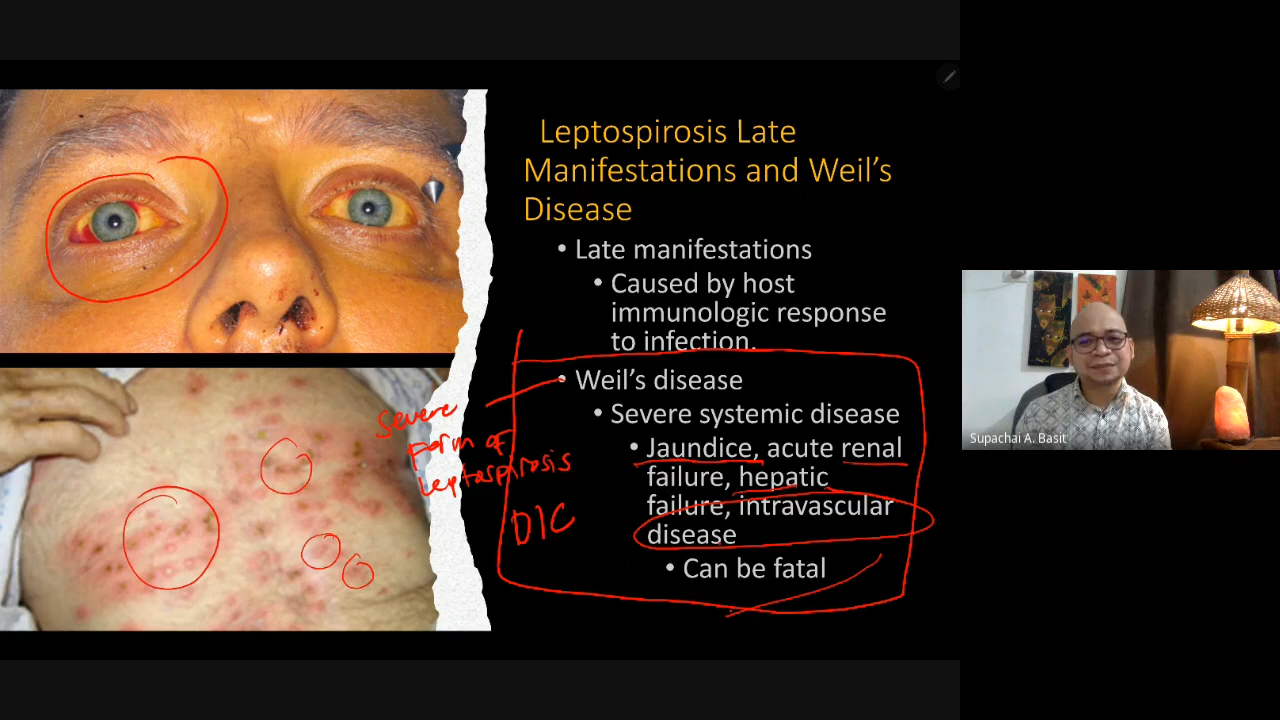 Leptospirosis Late
Manifestations and Weil’s
Disease
• Late manifestations
• Caused by host
immunologic response
to infection.
• Weil’s disease
• Severe systemic disease
• Jaundice, acute renal
failure, hepatic
failure, intravascular
disease
• Can be fatal
Severe
form of
Leptospirosis
DIC
Supachai A. Basit